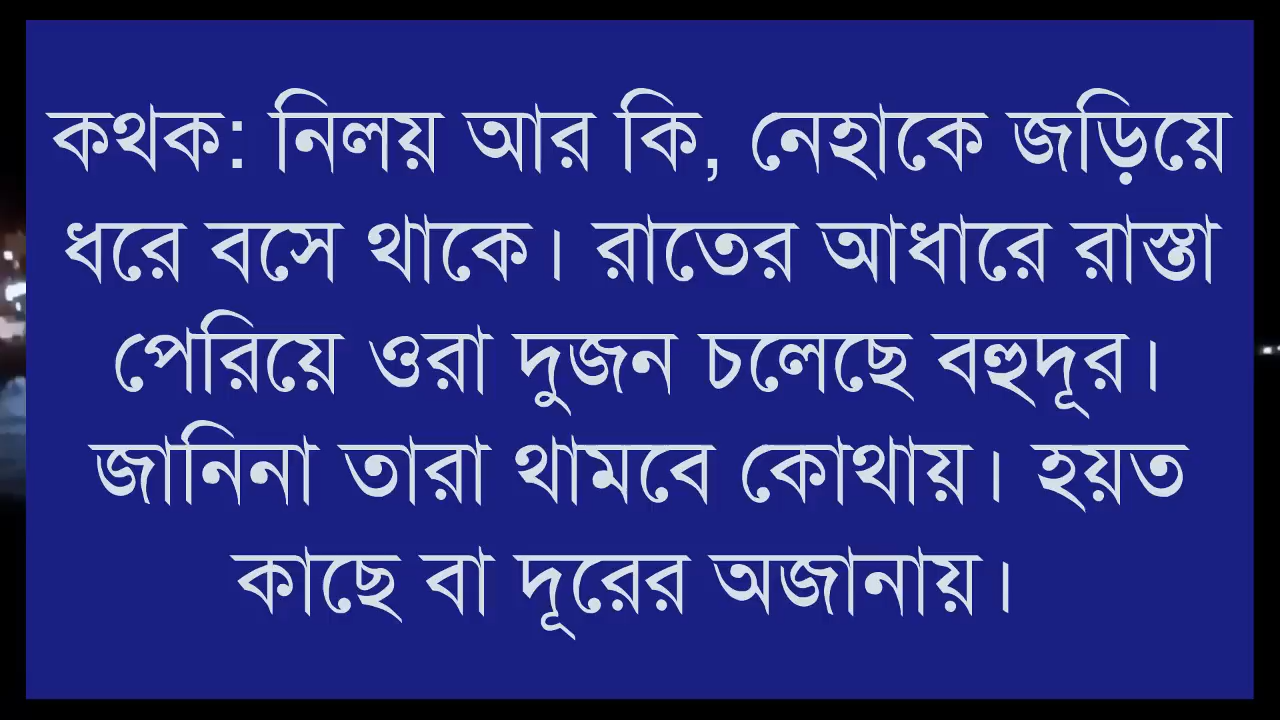 কথক: নিলয় আর কি, নেহাকে জড়িয়ে
ধরে বসে থাকে। রাতের আধারে রাস্তা
পেরিয়ে ওরা দুজন চলেছে বহুদূর।
জানিনা তারা থামবে কোথায়। হয়ত
কাছে বা দূরের অজানায়।